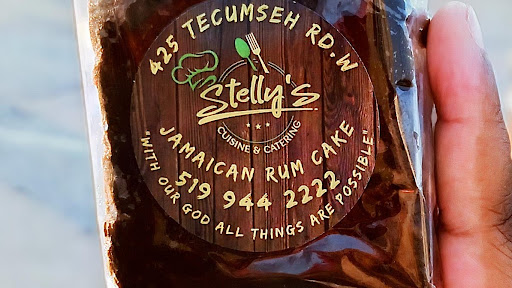 425 TECUMSEH RD.W
Stelly's
CUISINE & CATERING
JAMAICAN RUM CAKE
519 944 2222
"WITH OUR GOD ALL THINGS ARE POSSIBLE"